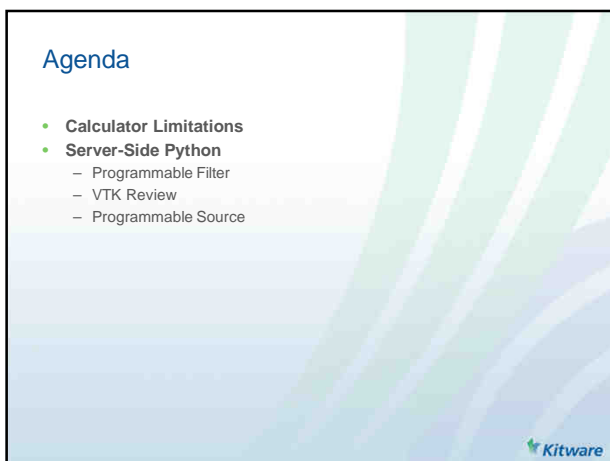 Agenda
• Calculator Limitations
• Server-Side Python
– Programmable Filter
– VTK Review
– Programmable Source
Kitware